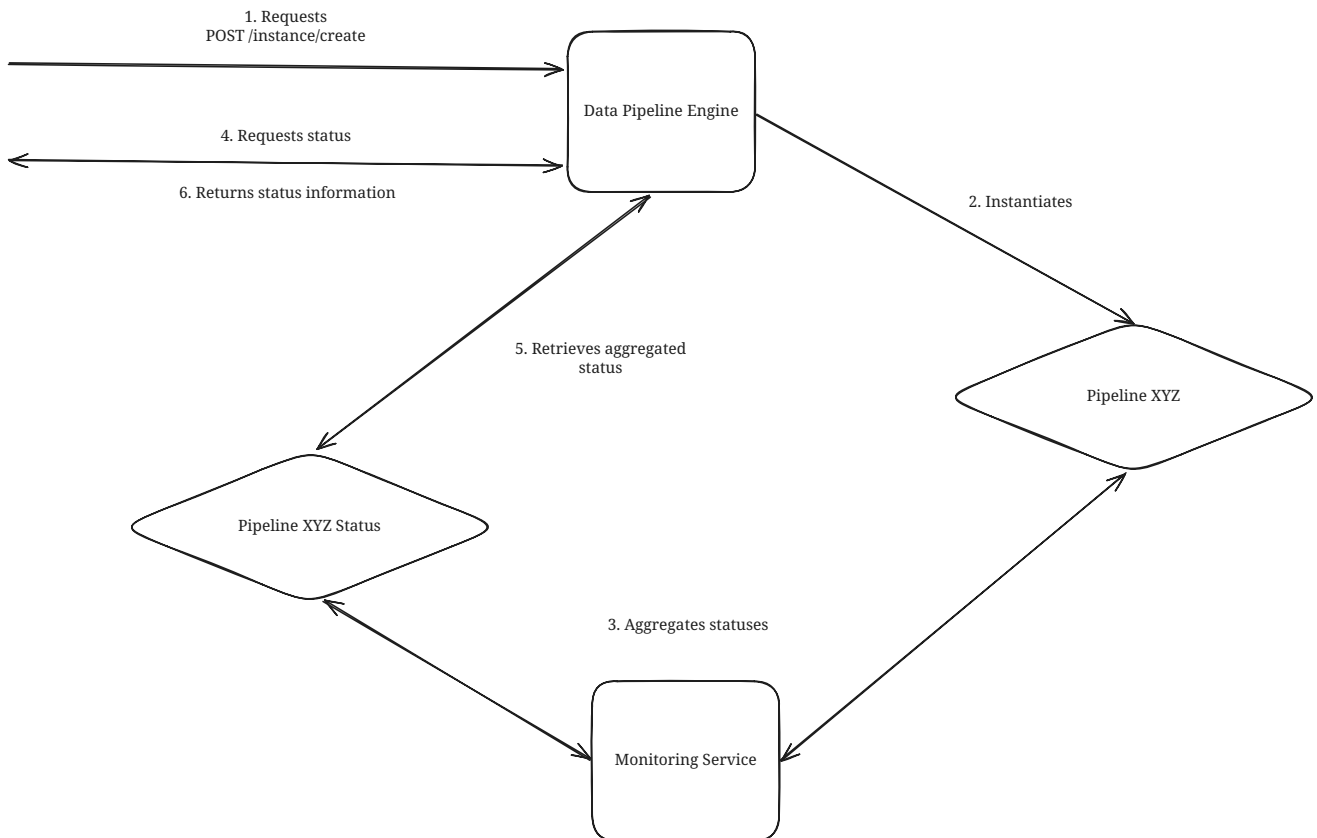 1. Requests
POST /instance/create
Data Pipeline Engine
4. Requests status
6. Returns status information
2. Instantiates
5. Retrieves aggregated
status
Pipeline XYZ
Pipeline XYZ Status
3. Aggregates statuses
Monitoring Service